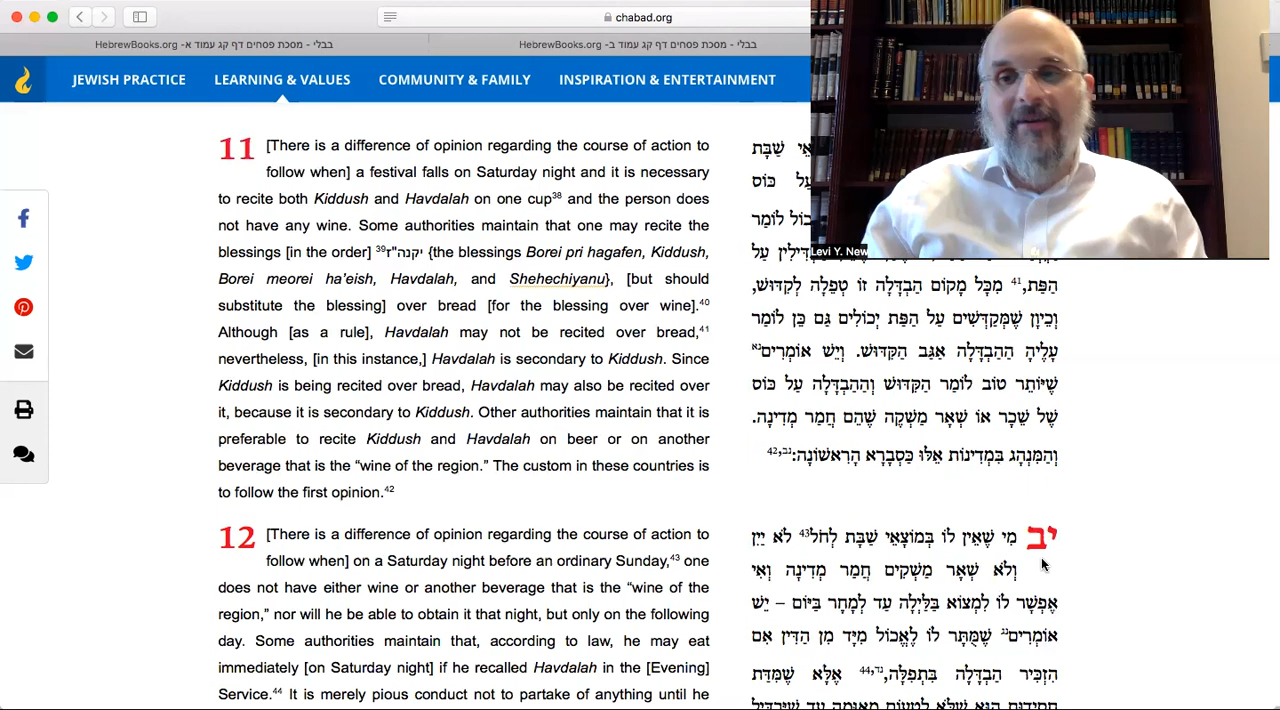 chabad.org
HebrewBooks.org -בבלי - מסכת פסחים דף קג עמוד א
HebrewBooks.org -בבלי - מסכת פסחים דף קג עמוד ב
JEWISH PRACTICE
LEARNING & VALUES
COMMUNITY & FAMILY
INSPIRATION & ENTERTAINMENT
11 [There is a difference of opinion regarding the course of action to
follow when] a festival falls on Saturday night and it is necessary
to recite both Kiddush and Havdalah on one cup38 and the person does
not have any wine. Some authorities maintain that one may recite the
blessings [in the order] 39יקנה"ז {the blessings Borei pri hagafen, Kiddush,
Borei meorei ha'eish, Havdalah, and Shehechiyanu}, [but should
substitute the blessing] over bread [for the blessing over wine].40
Although [as a rule], Havdalah may not be recited over bread,41
nevertheless, [in this instance,] Havdalah is secondary to Kiddush. Since
Kiddush is being recited over bread, Havdalah may also be recited over
it, because it is secondary to Kiddush. Other authorities maintain that it is
preferable to recite Kiddush and Havdalah on beer or on another
beverage that is the “wine of the region.” The custom in these countries is
to follow the first opinion.42
12 [There is a difference of opinion regarding the course of action to
follow when] on a Saturday night before an ordinary Sunday,43 one
does not have either wine or another beverage that is the “wine of the
region,” nor will he be able to obtain it that night, but only on the following
day. Some authorities maintain that, according to law, he may eat
immediately [on Saturday night] if he recalled Havdalah in the [Evening]
Service.44 It is merely pious conduct not to partake of anything until he
שַׁבָּת
עַל כּוֹס
לוֹמַר
עַל
הַפַּת,41 מִכָּל מָקוֹם הַבְדָּלָה זוֹ טְפֵלָה לְקִדּוּשׁ,
וְכֵיוָן שֶׁמְּקַדְּשִׁים עַל הַפַּת יְכוֹלִים גַּם כֵּן לוֹמַר
עָלֶיהָ הַהַבְדָּלָה אַגַּב הַקִּדּוּשׁ. וְיֵשׁ אוֹמְרִיםנא
שֶׁיּוֹתֵר טוֹב לוֹמַר הַקִּדּוּשׁ וְהַהַבְדָּלָה עַל כּוֹס
שֶׁל שֵׁכָר אוֹ שְׁאָר מַשְׁקֶה שֶׁהֵם חֲמַר מְדִינָה.
וְהַמִּנְהָג בִּמְדִינוֹת אֵלּוּ כַּסְּבָרָא הָרִאשׁוֹנָה:נב,42
יב מִי שֶׁאֵין לוֹ בְּמוֹצָאֵי שַׁבָּת לְחֹל43 לֹא יַיִן
וְלֹא שְׁאָר מַשְׁקִים חֲמַר מְדִינָה וְאִי
אֶפְשָׁר לוֹ לִמְצוֹא בַּלַּיְלָה עַד לְמָחָר בַּיּוֹם – יֵשׁ
אוֹמְרִיםנג שֶׁמֻּתָּר לוֹ לֶאֱכוֹל מִיָּד מִן הַדִּין אִם
הִזְכִּיר הַבְדָּלָה בִּתְפִלָּה,נד,44 אֶלָּא שֶׁמִּדַּת
חֲסִידוּת הוּא שֶׁלֹּא לִטְעוֹם מְאוּמָה עַד שֶׁיַּבְדִּיל
Levi Y. New